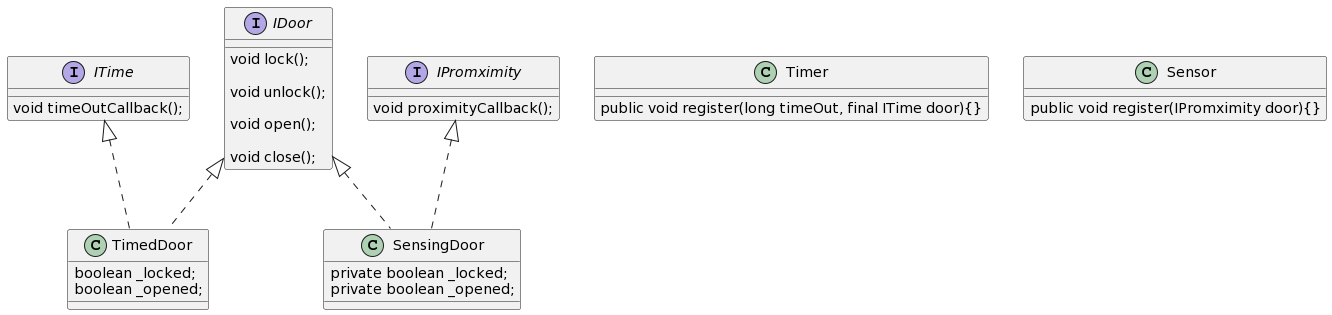 I ITime
void timeOutCallback();
I IDoor
void lock();
void unlock();
void open();
void close();
I IPromximity
void proximityCallback();
C Timer
public void register(long timeOut, final ITime door){}
C Sensor
public void register(IPromximity door){}
C TimedDoor
boolean _locked;
boolean _opened;
C SensingDoor
private boolean _locked;
private boolean _opened;